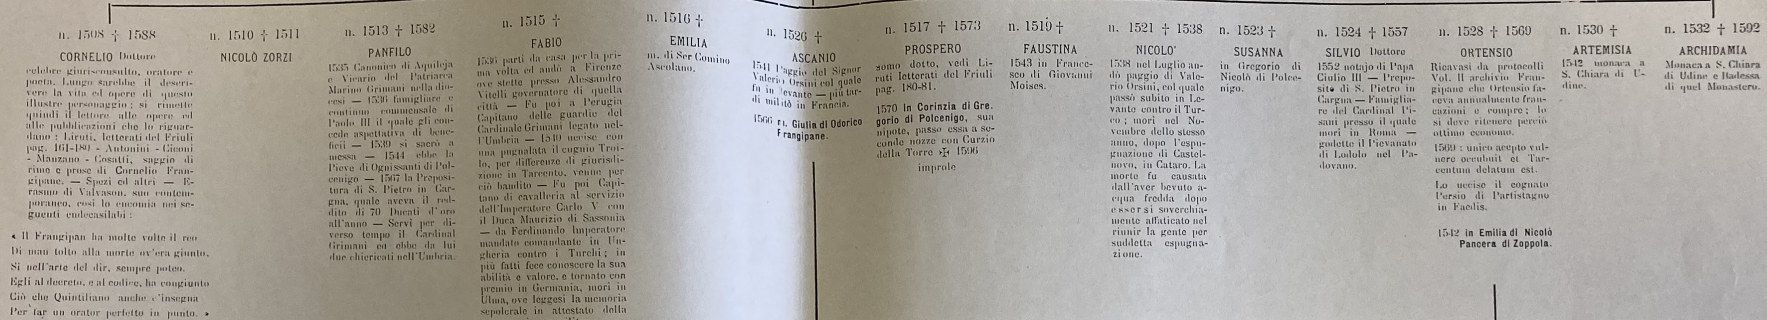 n. 1508 † 1588
CORNELIO Dottore
celebre giurisconsulto, oratore e
poeta. Lungo sarebbe il descri-
vere la vita ed opere di questo
illustre personaggio; si rimette
quindi il lettore alle opere ed
alle pubblicazioni che lo riguar-
dano: Liruti, letterati del Friuli
pag. 161-180 - Antonini - Ciconi
- Manzano - Cosatti, saggio di
rime e prose di Cornelio Fran-
gipane. — Spezi ed altri — E-
rasmo di Valvason, suo contem-
poraneo, così lo encomia nei se-
guenti endecasilabi:
« Il Frangipan ha molte volte il reo
Di man tolto alla morte ov'era giunto,
Si nell'arte del dir, sempre poteo.
Egli al decreto, e al codice, ha congiunto
Ciò che Quintiliano anche c'insegna
Per far un orator perfetto in punto. »
n. 1510 † 1511
NICOLÒ ZORZI
n. 1513 † 1582
PANFILO
1535 Canonico di Aquileja
e Vicario del Patriarca
Marino Grimani nella dio-
cesi — 1536 famigliare e
continuo commensale di
Paolo III il quale gli con-
cede aspettativa di bene-
ficii — 1539 si sacrò a
messa — 1544 ebbe la
Pieve di Ognissanti di Pol-
cenigo — 1567 la Preposi-
tura di S. Pietro in Car-
gna, quale aveva il red-
dito di 70 Ducati d'oro
all'anno — Servì per di-
verso tempo il Cardinal
Grimani ed ebbe da lui
due chiericati nell'Umbria.
n. 1515 †
FABIO
1536 parti da casa per la pri-
ma volta ed andò a Firenze
ove stette presso Alessandro
Vitelli governatore di quella
città — Fu poi a Perugia
Capitano delle guardie del
Cardinale Grimani legato nel-
l'Umbria — 1540 uccise con
una pugnalata il cugnio Troi-
lo, per differenze di giurisdi-
zione in Tarcento, venne per
ciò bandito — Fu poi Capi-
tano di cavalleria al servizio
dell'Imperatore Carlo V con
il Duca Maurizio di Sassonia
— da Ferdinando Imperatore
mandato comandante in Un-
gheria contro i Turchi; in
più fatti fece conoscere la sua
abilità e valore, e tornato con
premio in Germania, morì in
Ulma, ove leggesi la memoria
sepolcrale in attestato della
n. 1516 †
EMILIA
m. di Ser Comino
Ascolano.
n. 1526 †
ASCANIO
1541 Paggio del Signor
Valerio Orsini col quale
fu in Levante — più tar-
di militò in Francia.
1566 m. Giulia di Odorico
Frangipane.
n. 1517 † 1573
PROSPERO
uomo dotto, vedi Li-
ruti letterati del Friuli
pag. 180-81.
1570 in Corinzia di Gre-
gorio di Polcenigo, sua
nipote, passo essa a se-
conde nozze con Curzio
della Torre ✠ 1596
improle
n. 1519 †
FAUSTINA
1543 in France-
sco di Giovanni
Moises.
n. 1521 † 1538
NICOLO'
1538 nel Luglio an-
dò paggio di Vale-
rio Orsini, col quale
passò subito in Le-
vante contro il Tur-
co; morì nel No-
vembre dello stesso
anno, dopo l'espu-
gnazione di Castel-
novo, in Cataro. La
morte fu causata
dall'aver bevuto a-
cqua fredda dopo
essersi soverchia-
mente affaticato nel
riunir la gente per
suddetta espugna-
zione.
n. 1523 †
SUSANNA
in Gregorio di
Nicolò di Polce-
nigo.
n. 1524 † 1557
SILVIO Dottore
1552 notajo di Papa
Giulio III — Prepo-
sito di S. Pietro in
Cargna — Famiglia-
re del Cardinal Pi-
sani presso il quale
morì in Roma —
godette il Pievanato
di Lodolo nel Pa-
dovano.
n. 1528 † 1569
ORTENSIO
Ricavasi da protocolli
Vol. II archivio Fran-
gipane che Ortensio fa-
ceva annualmente fran-
cazioni e compre; lo
si deve ritenere perciò
ottimo economo.
1569: unico acepto vul-
nere occubuit et Tar-
centum delatum est.
Lo uccise il cognato
Persio di Partistagno
in Faedis.
1542 in Emilia di Nicolò
Pancera di Zoppola.
n. 1530 †
ARTEMISIA
1542 monaca a
S. Chiara di U-
dine.
n. 1532 † 1592
ARCHIDAMIA
Monaca a S. Chiara
di Udine e Badessa
di quel Monastero.